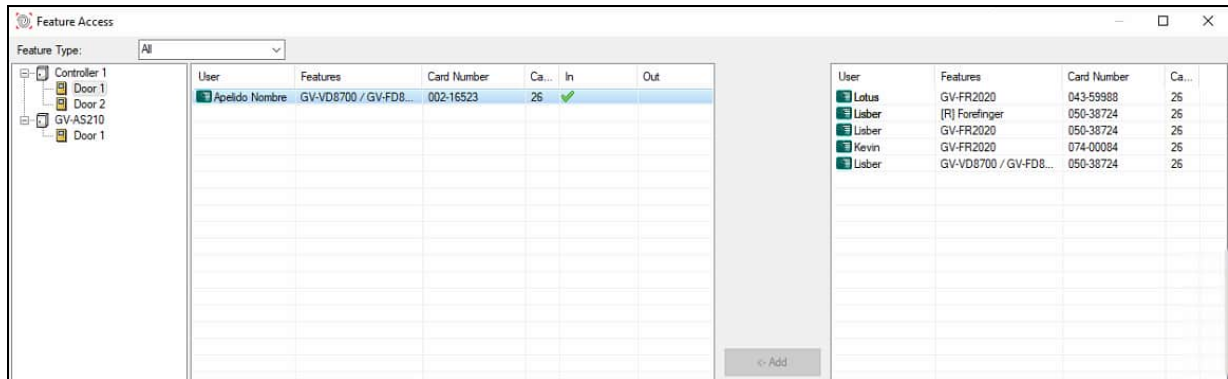 Feature Access
Feature Type: All
Controller 1
Door 1
Door 2
GV-AS210
Door 1
User Features Card Number Ca... In Out
Apelido Nombre GV-VD8700 / GV-FD8... 002-16523 26
<- Add
User Features Card Number Ca...
Lotus GV-FR2020 043-59988 26
Lisber [R] Forefinger 050-38724 26
Lisber GV-FR2020 050-38724 26
Kevin GV-FR2020 074-00084 26
Lisber GV-VD8700 / GV-FD8... 050-38724 26